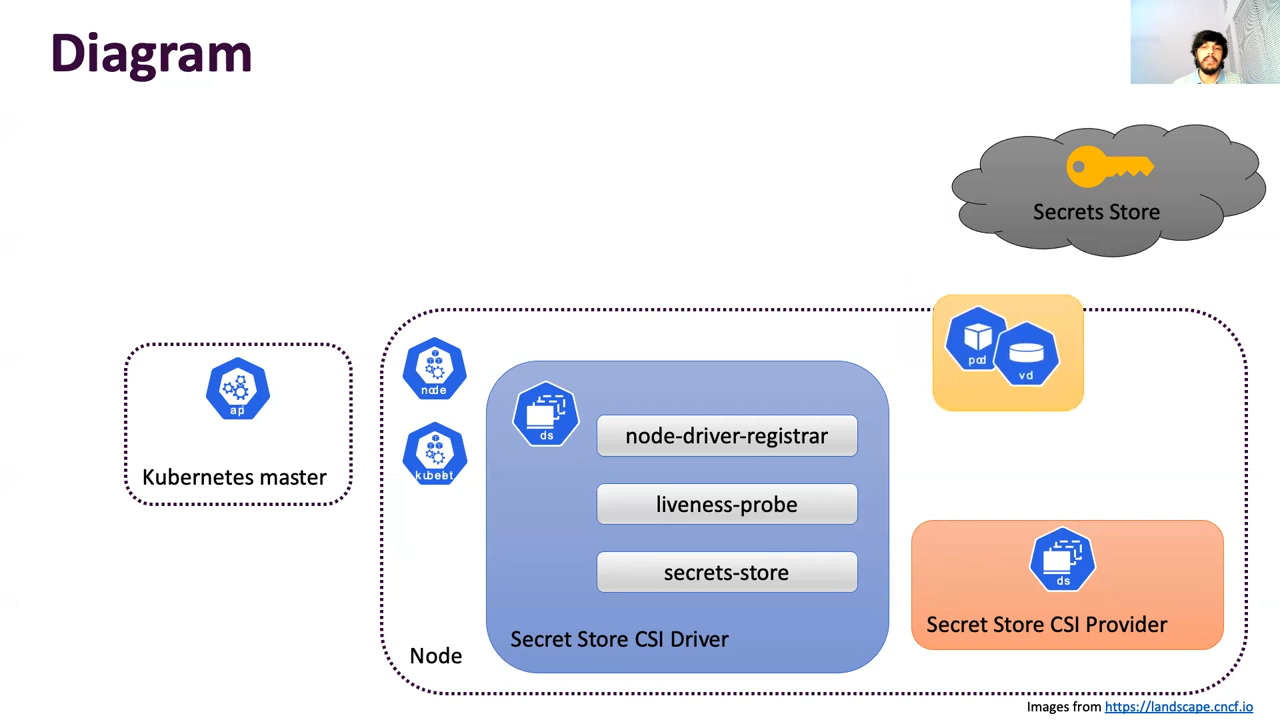 Diagram
Secrets Store
pod
vd
node
api
ds
node-driver-registrar
kubelet
Kubernetes master
liveness-probe
secrets-store
ds
Secret Store CSI Provider
Secret Store CSI Driver
Node
Images from https://landscape.cncf.io